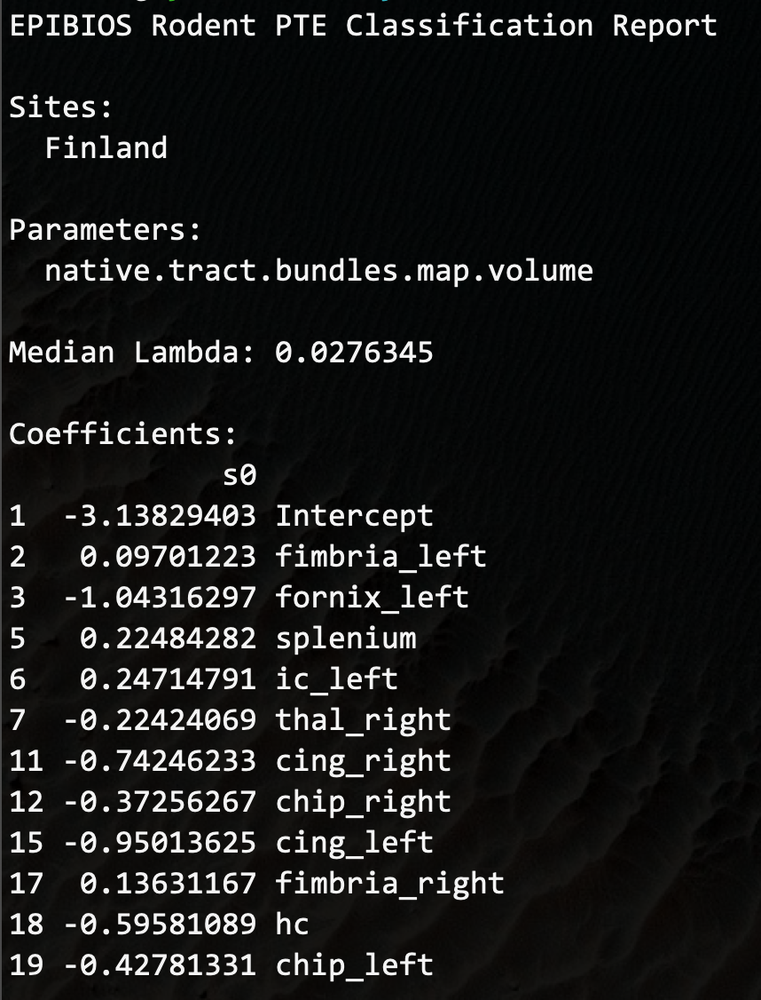 EPIBIOS Rodent PTE Classification Report
Sites:
Finland
Parameters:
native.tract.bundles.map.volume
Median Lambda: 0.0276345
Coefficients:
s0
1 -3.13829403 Intercept
2 0.09701223 fimbria_left
3 -1.04316297 fornix_left
5 0.22484282 splenium
6 0.24714791 ic_left
7 -0.22424069 thal_right
11 -0.74246233 cing_right
12 -0.37256267 chip_right
15 -0.95013625 cing_left
17 0.13631167 fimbria_right
18 -0.59581089 hc
19 -0.42781331 chip_left